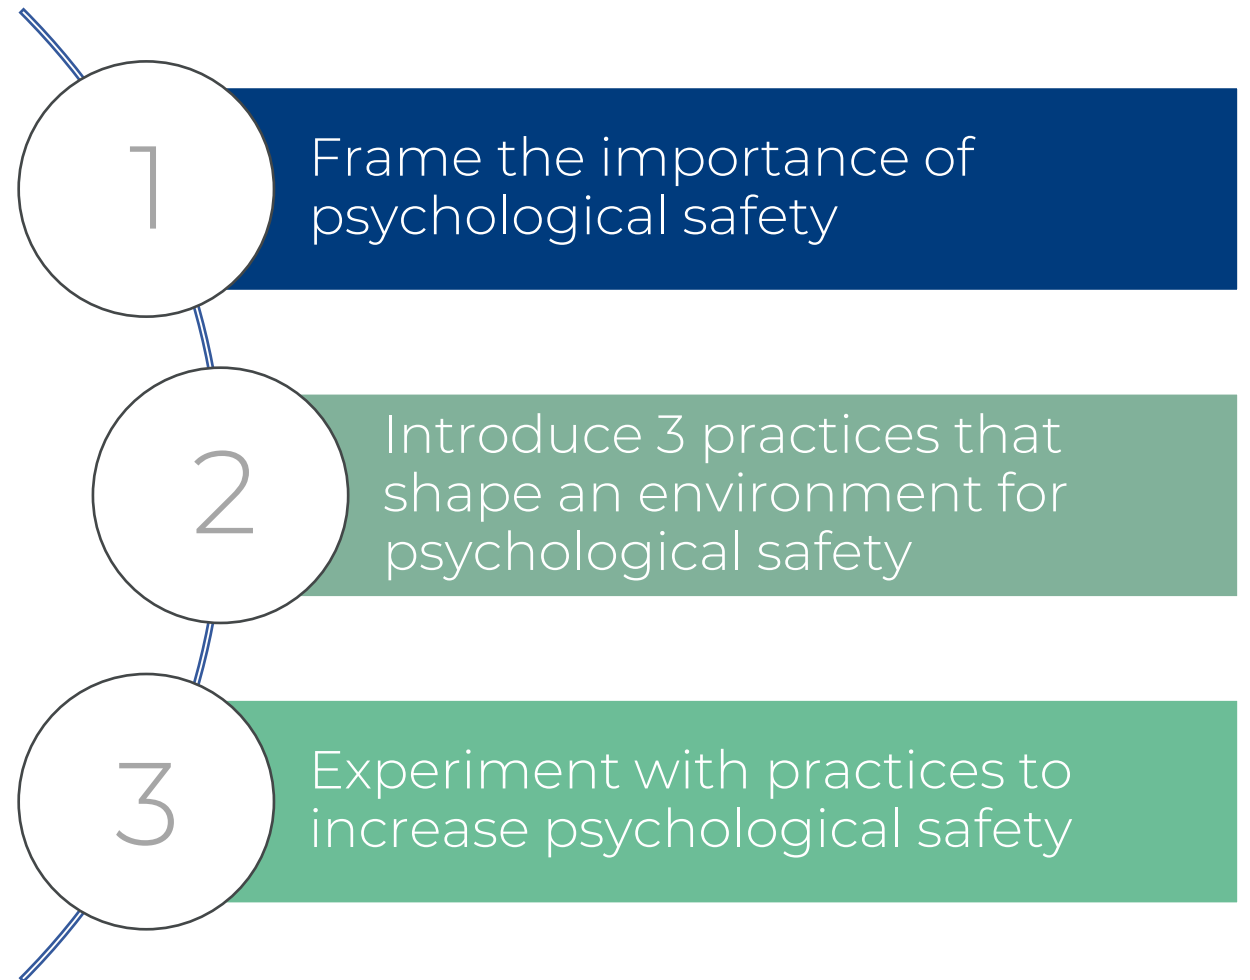 1
Frame the importance of
psychological safety
2
Introduce 3 practices that
shape an environment for
psychological safety
3
Experiment with practices to
increase psychological safety